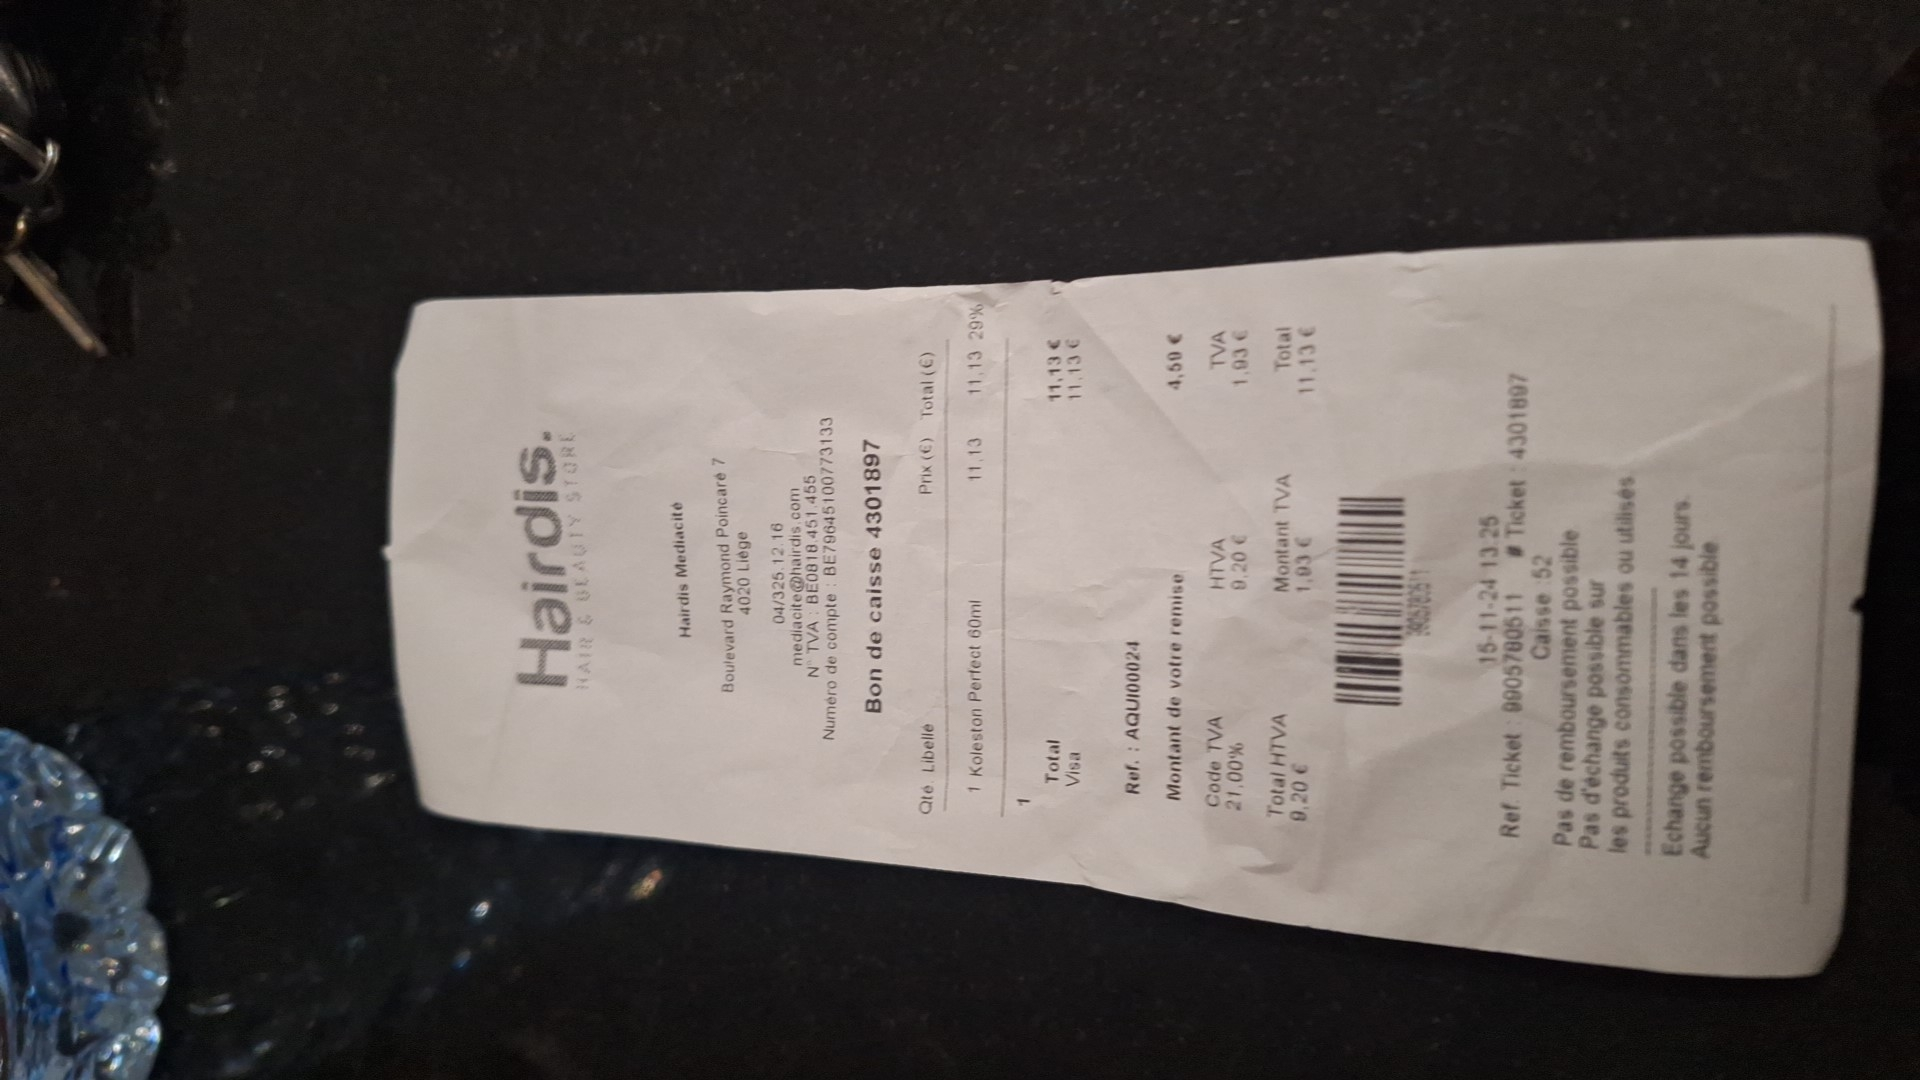 Hairdis.
HAIR & BEAUTY STORE
Hairdis Mediacité
Boulevard Raymond Poincaré 7
4020 Liège
04/325.12.16
mediacite@hairdis.com
N° TVA : BE0818.451.455
Numéro de compte : BE79645100773133
Bon de caisse 4301897
Qté. Libellé Prix (€) Total (€)
1 Koleston Perfect 60ml 11,13 11,13 29%
1
Total 11,13 €
Visa 11,13 €
Ref. : AQUI00024
Montant de votre remise 4,59 €
Code TVA HTVA TVA
21,00% 9,20 € 1,93 €
Total HTVA Montant TVA Total
9,20 € 1,93 € 11,13 €
15-11-24 13:25
Ref. Ticket : 9905780511 # Ticket : 4301897
Caisse :52
Pas de remboursement possible
Pas d'échange possible sur
les produits consommables ou utilisés.
Echange possible dans les 14 jours.
Aucun remboursement possible